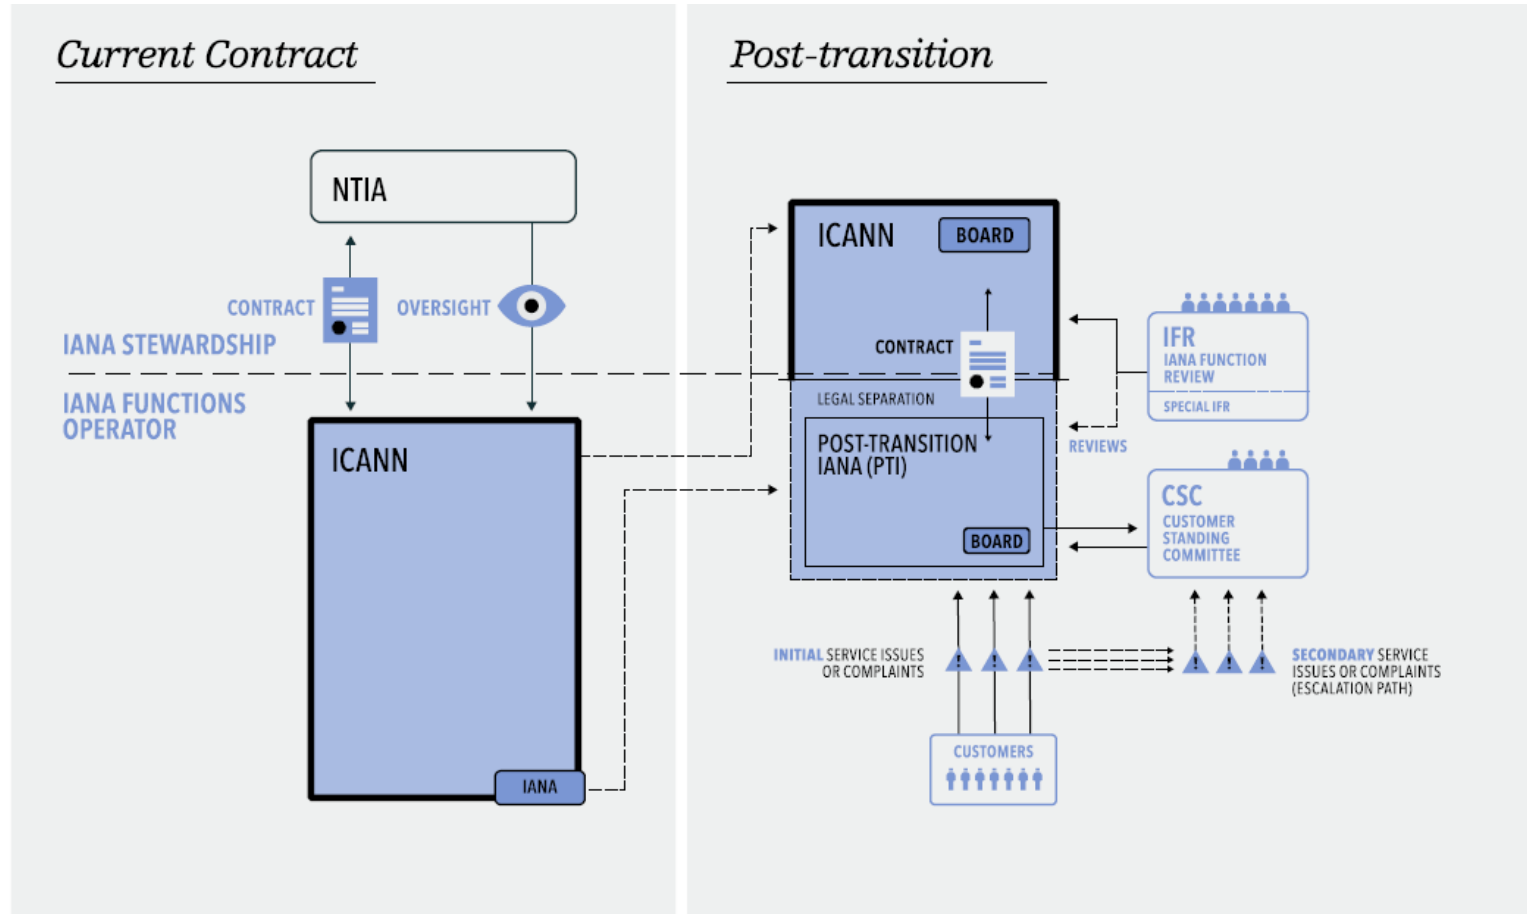 Current Contract
NTIA
CONTRACT
OVERSIGHT
IANA STEWARDSHIP
IANA FUNCTIONS
OPERATOR
ICANN
IANA
Post-transition
ICANN
BOARD
CONTRACT
LEGAL SEPARATION
POST-TRANSITION
IANA (PTI)
BOARD
IFR
IANA FUNCTION
REVIEW
SPECIAL IFR
REVIEWS
CSC
CUSTOMER
STANDING
COMMITTEE
INITIAL SERVICE ISSUES
OR COMPLAINTS
SECONDARY SERVICE
ISSUES OR COMPLAINTS
(ESCALATION PATH)
CUSTOMERS